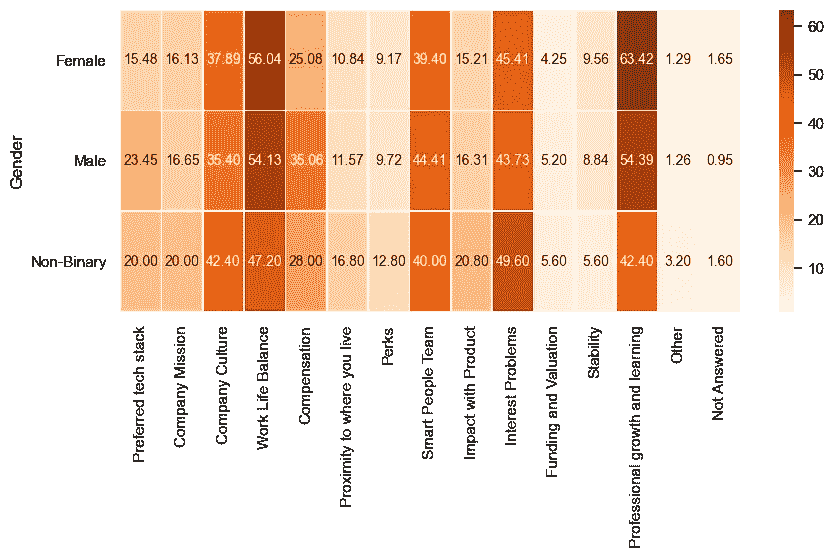 Female 15.48 16.13 37.89 56.04 25.08 10.84 9.17 39.40 15.21 45.41 4.25 9.56 63.42 1.29 1.65
Male 23.45 16.65 35.40 54.13 35.06 11.57 9.72 44.41 16.31 43.73 5.20 8.84 54.39 1.26 0.95
Non-Binary 20.00 20.00 42.40 47.20 28.00 16.80 12.80 40.00 20.80 49.60 5.60 5.60 42.40 3.20 1.60
Gender
Preferred tech stack
Company Mission
Company Culture
Work Life Balance
Compensation
Proximity to where you live
Perks
Smart People Team
Impact with Product
Interest Problems
Funding and Valuation
Stability
Professional growth and learning
Other
Not Answered
60
50
40
30
20
10